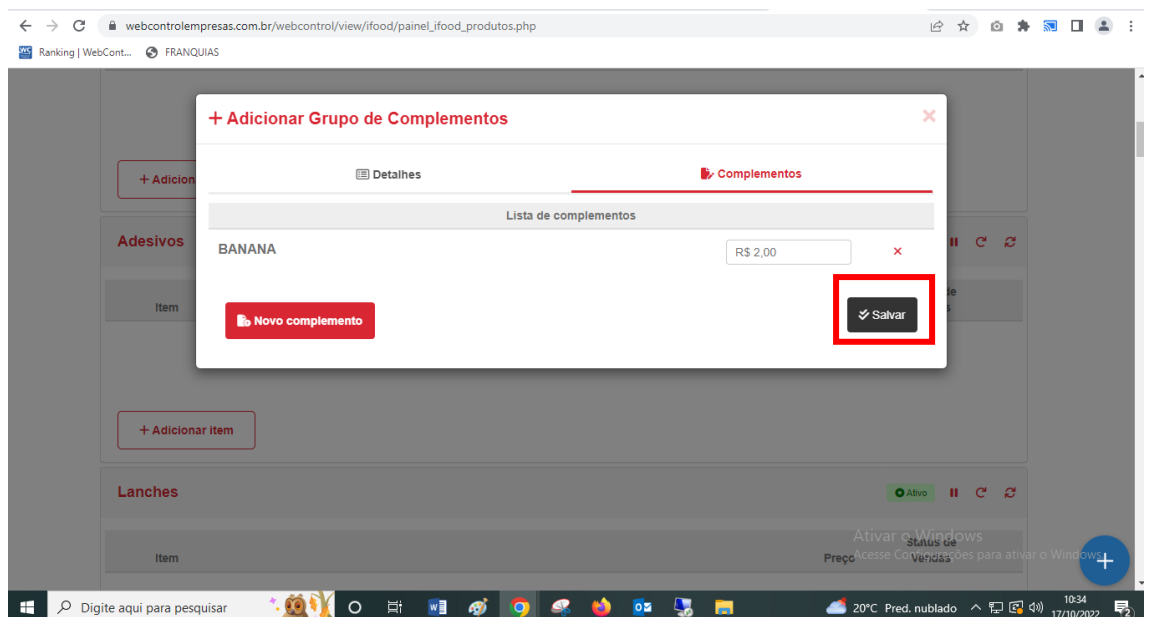 webcontrolempresas.com.br/webcontrol/view/ifood/painel_ifood_produtos.php
Ranking | WebCont... FRANQUIAS
+ Adicionar Grupo de Complementos ×
+ Adicion
Detalhes Complementos
Lista de complementos
Adesivos
BANANA R$ 2,00 ×
Item
Novo complemento Salvar
+ Adicionar item
Lanches Ativo
Ativar o Windows
Acesse Configurações para ativar o Windows.
Item Preço Status de Vendas
Digite aqui para pesquisar 20°C Pred. nublado 10:34
17/10/2022 2